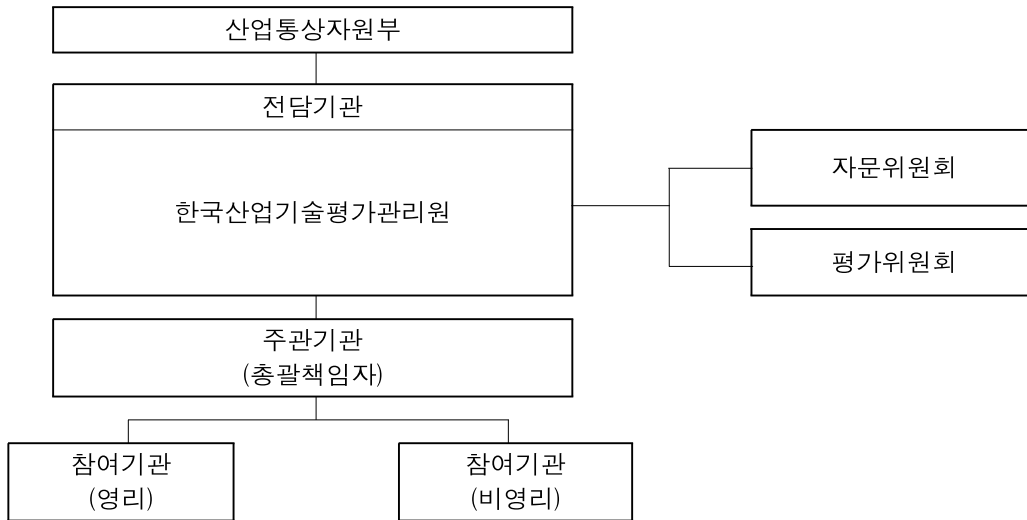 산업통상자원부
전담기관
한국산업기술평가관리원
자문위원회
평가위원회
주관기관
(총괄책임자)
참여기관
(영리)
참여기관
(비영리)